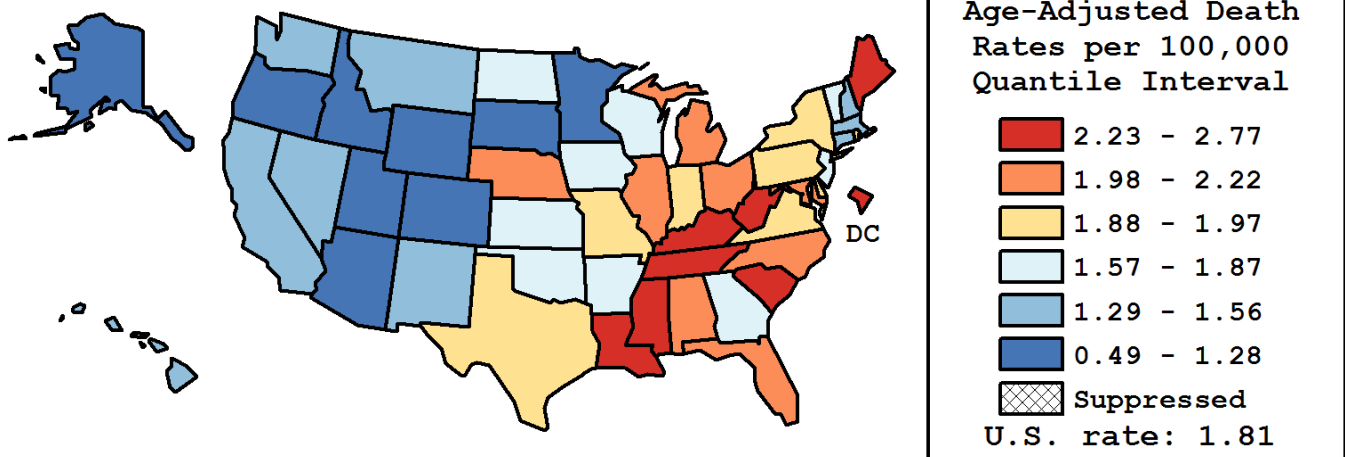 Age-Adjusted Death
Rates per 100,000
Quantile Interval
2.23 - 2.77
1.98 - 2.22
1.88 - 1.97
1.57 - 1.87
1.29 - 1.56
0.49 - 1.28
Suppressed
U.S. rate: 1.81
DC